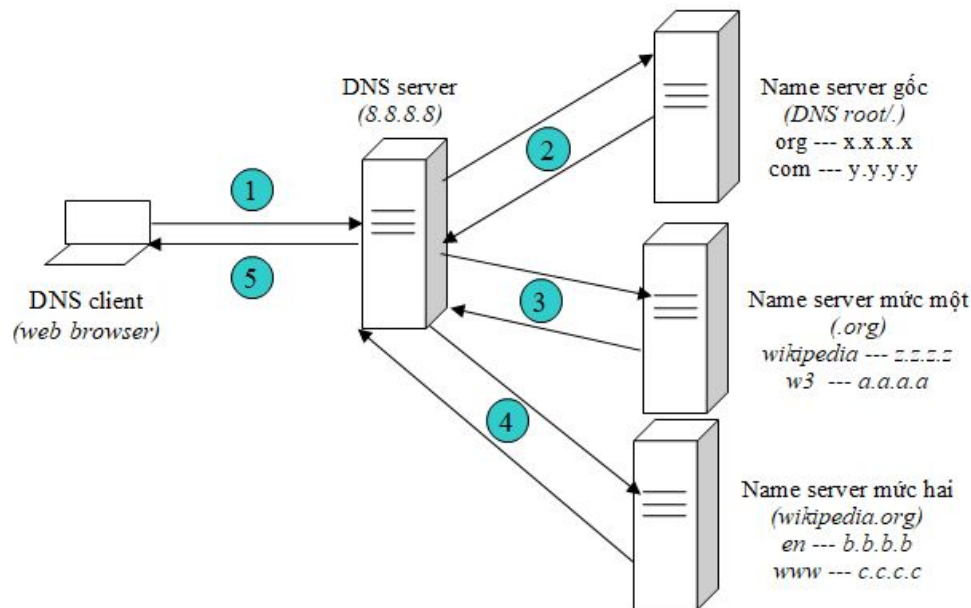 DNS server
(8.8.8.8)
Name server gốc
(DNS root/.)
org --- x.x.x.x
com --- y.y.y.y
1
2
5
DNS client
(web browser)
3
Name server mức một
(.org)
wikipedia --- z.z.z.z
w3 --- a.a.a.a
4
Name server mức hai
(wikipedia.org)
en --- b.b.b.b
www --- c.c.c.c